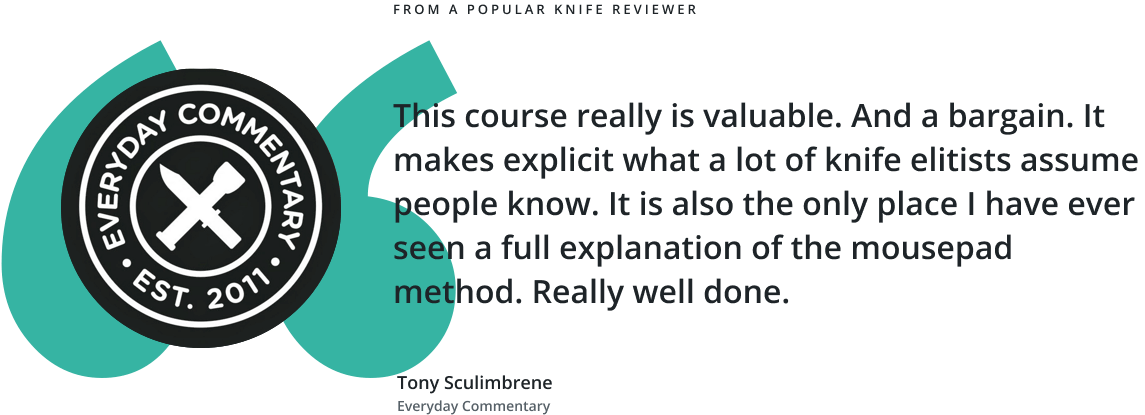 FROM A POPULAR KNIFE REVIEWER
EVERYDAY COMMENTARY
• EST. 2011 •
This course really is valuable. And a bargain. It
makes explicit what a lot of knife elitists assume
people know. It is also the only place I have ever
seen a full explanation of the mousepad
method. Really well done.
Tony Sculimbrene
Everyday Commentary